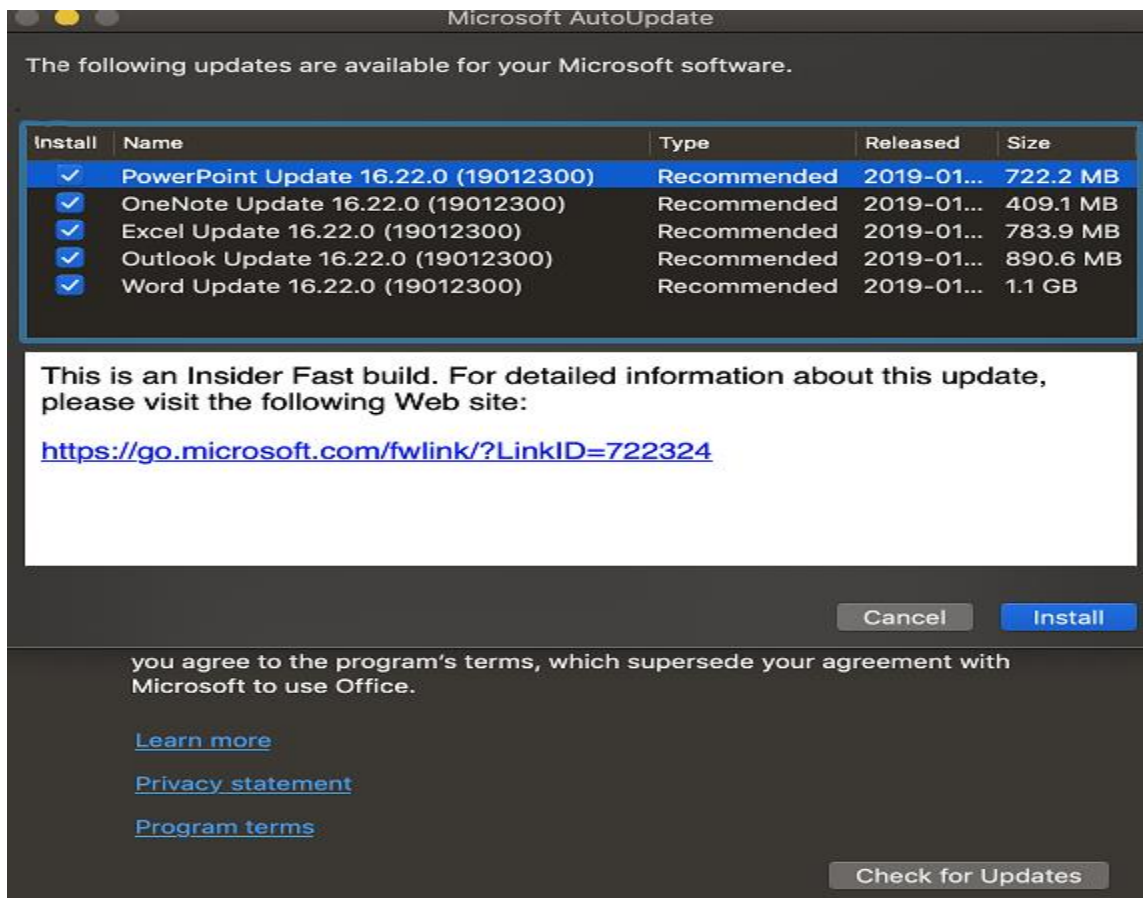 Microsoft AutoUpdate
The following updates are available for your Microsoft software.
Install Name Type Released Size
PowerPoint Update 16.22.0 (19012300) Recommended 2019-01... 722.2 MB
OneNote Update 16.22.0 (19012300) Recommended 2019-01... 409.1 MB
Excel Update 16.22.0 (19012300) Recommended 2019-01... 783.9 MB
Outlook Update 16.22.0 (19012300) Recommended 2019-01... 890.6 MB
Word Update 16.22.0 (19012300) Recommended 2019-01... 1.1 GB
This is an Insider Fast build. For detailed information about this update,
please visit the following Web site:
https://go.microsoft.com/fwlink/?LinkID=722324
Cancel Install
you agree to the program's terms, which supersede your agreement with
Microsoft to use Office.
Learn more
Privacy statement
Program terms
Check for Updates